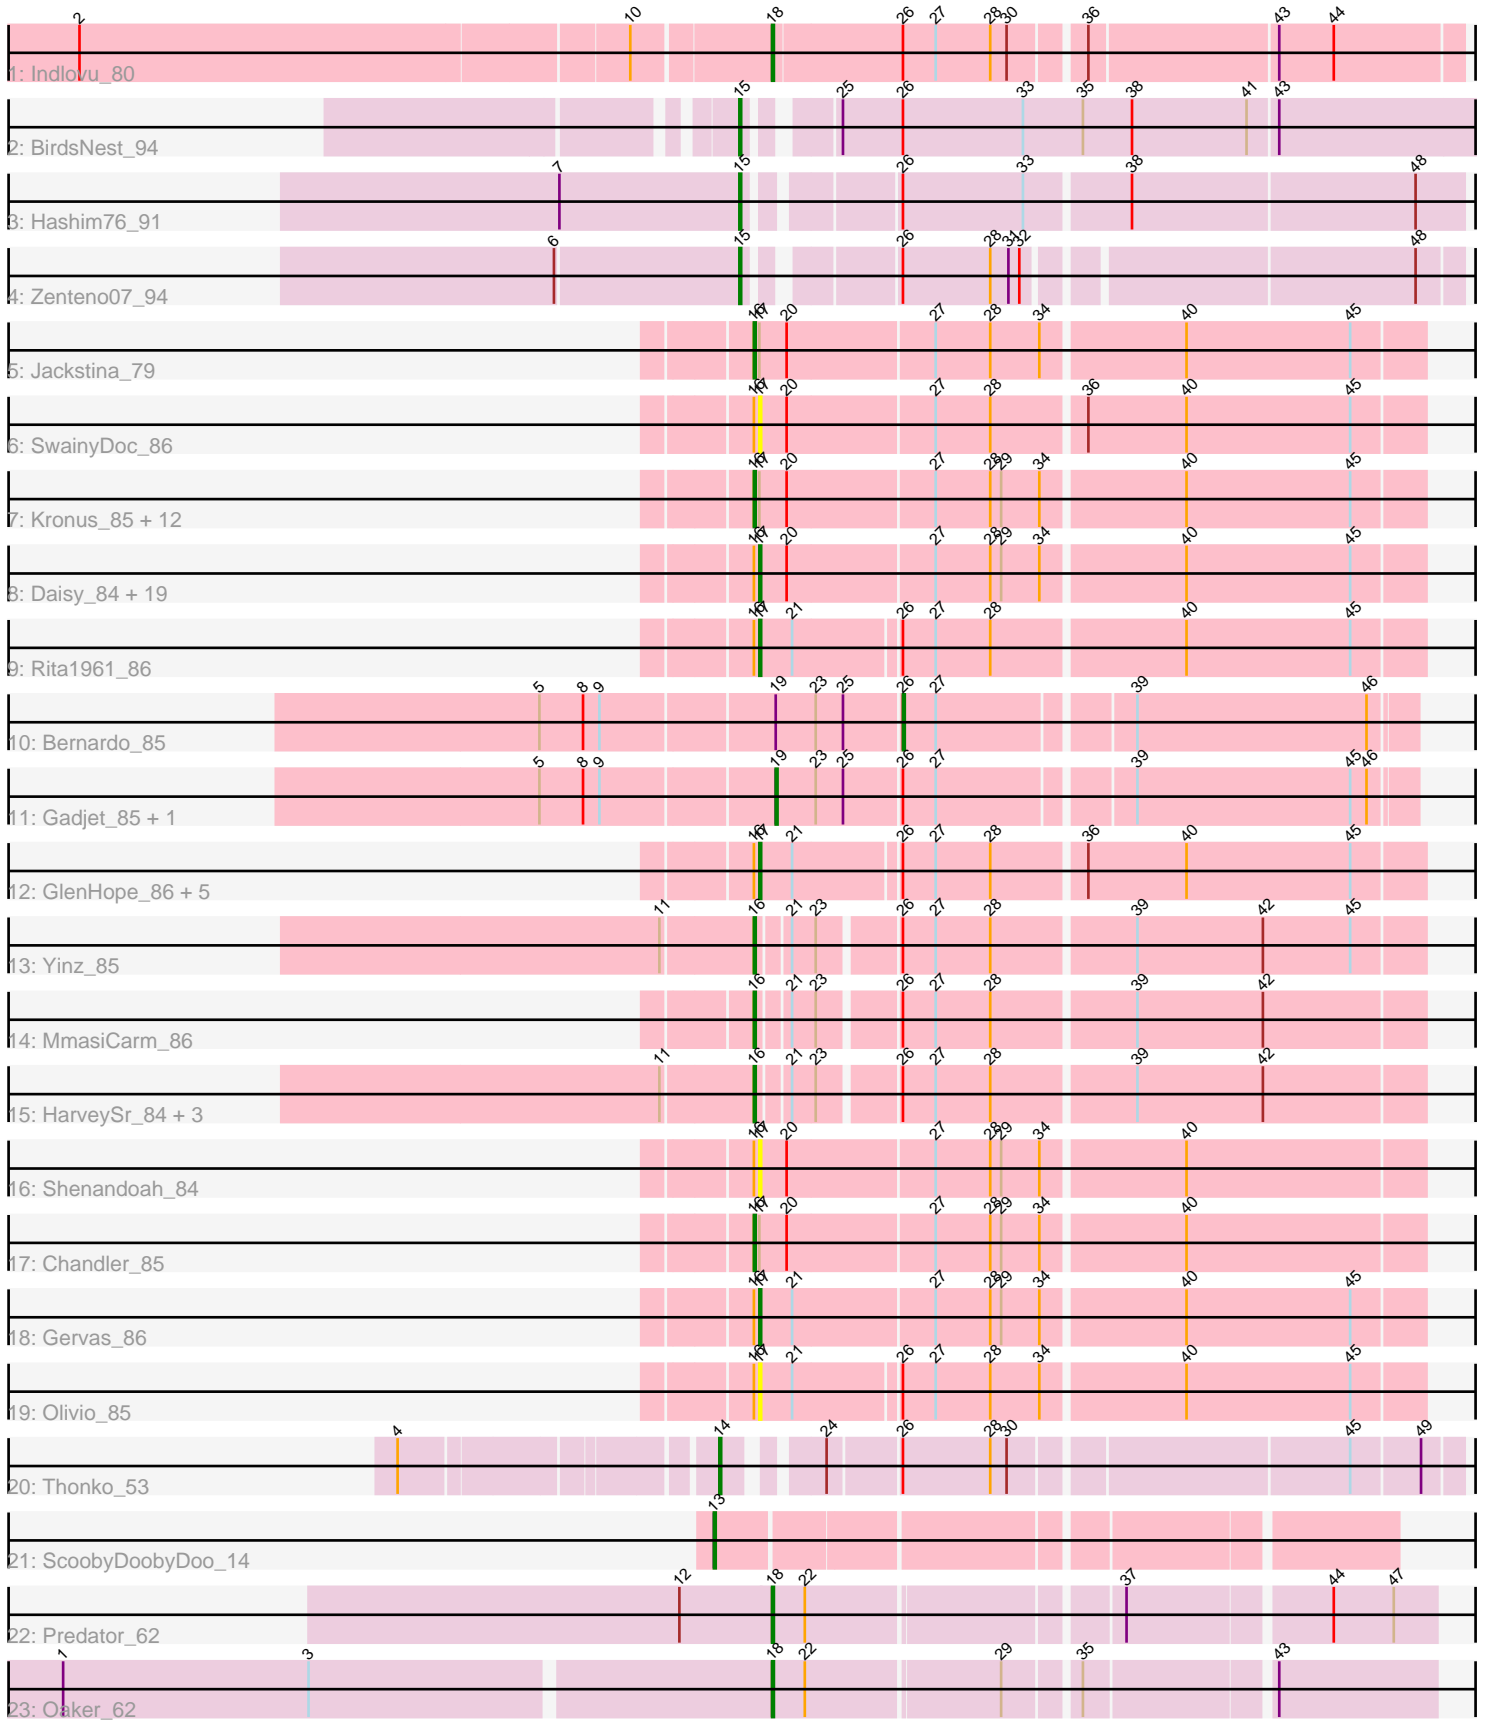 2 10 18 26 27 28 30 36 43 44
1: Indlovu_80
15 25 26 33 35 38 41 43
2: BirdsNest_94
7 15 26 33 38 48
3: Hashim76_91
6 15 26 28 31 32 48
4: Zenteno07_94
16 17 20 27 28 34 40 45
5: Jackstina_79
16 17 20 27 28 36 40 45
6: SwainyDoc_86
16 17 20 27 28 29 34 40 45
7: Kronus_85 + 12
16 17 20 27 28 29 34 40 45
8: Daisy_84 + 19
16 17 21 26 27 28 40 45
9: Rita1961_86
5 8 9 19 23 25 26 27 39 46
10: Bernardo_85
5 8 9 19 23 25 26 27 39 45 46
11: Gadjet_85 + 1
16 17 21 26 27 28 36 40 45
12: GlenHope_86 + 5
11 16 21 23 26 27 28 39 42 45
13: Yinz_85
16 21 23 26 27 28 39 42
14: MmasiCarm_86
11 16 21 23 26 27 28 39 42
15: HarveySr_84 + 3
16 17 20 27 28 29 34 40
16: Shenandoah_84
16 17 20 27 28 29 34 40
17: Chandler_85
16 17 21 27 28 29 34 40 45
18: Gervas_86
16 17 21 26 27 28 34 40 45
19: Olivio_85
4 14 24 26 28 30 45 49
20: Thonko_53
13
21: ScoobyDoobyDoo_14
12 18 22 37 44 47
22: Predator_62
1 3 18 22 29 35 43
23: Oaker_62